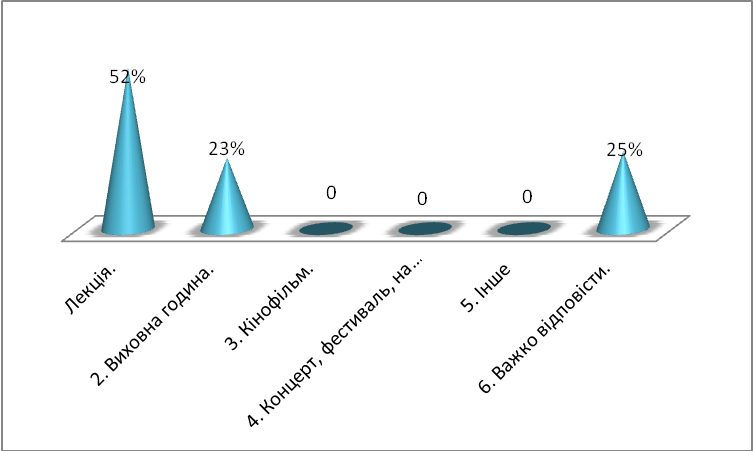 52%
23%
0
0
0
25%
Лекція.
2. Виховна година.
3. Кінофільм.
4. Концерт, фестиваль, на...
5. Інше
6. Важко відповісти.